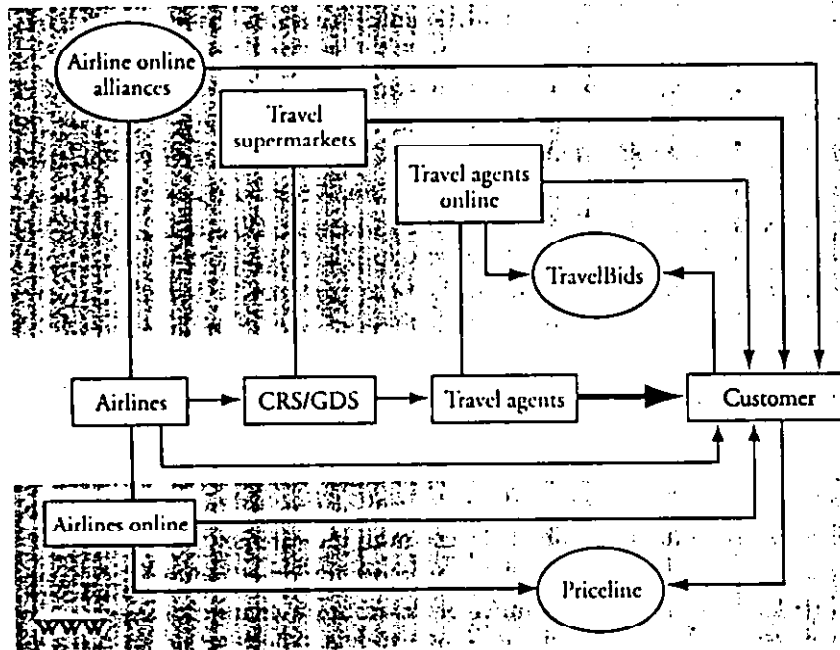 Airline online
alliances
Travel
supermarkets
Travel agents
online
TravelBids
Airlines
CRS/GDS
Travel agents
Customer
Airlines online
Priceline
WWW